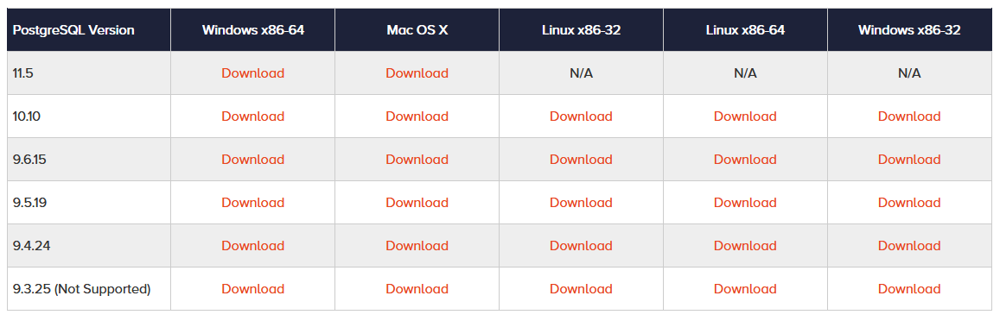 PostgreSQL Version Windows x86-64 Mac OS X Linux x86-32 Linux x86-64 Windows x86-32
11.5 Download Download N/A N/A N/A
10.10 Download Download Download Download Download
9.6.15 Download Download Download Download Download
9.5.19 Download Download Download Download Download
9.4.24 Download Download Download Download Download
9.3.25 (Not Supported) Download Download Download Download Download